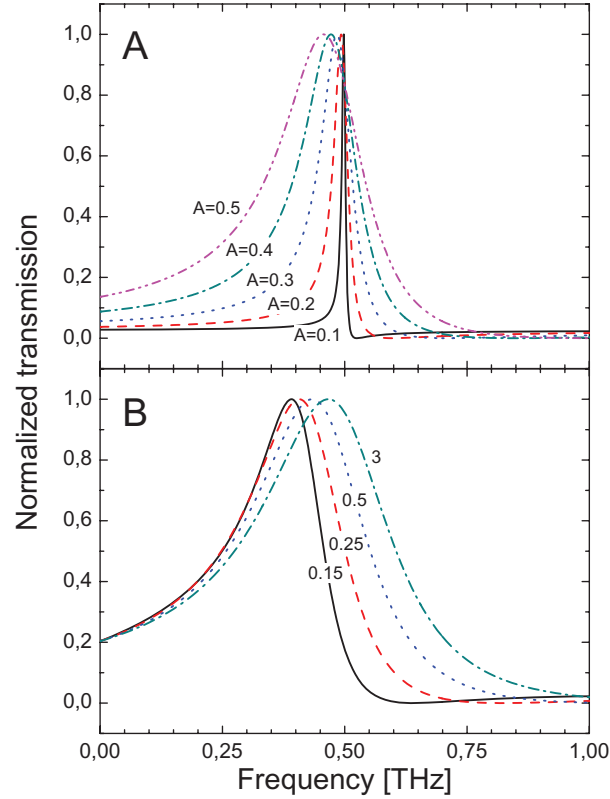 A
1,0
0,8
0,6
0,4
0,2
0,0
A=0.5
A=0.4
A=0.3
A=0.2
A=0.1
Normalized transmission
B
1,0
0,8
0,6
0,4
0,2
0,0
3
0.5
0.25
0.15
0,00 0,25 0,50 0,75 1,00
Frequency [THz]